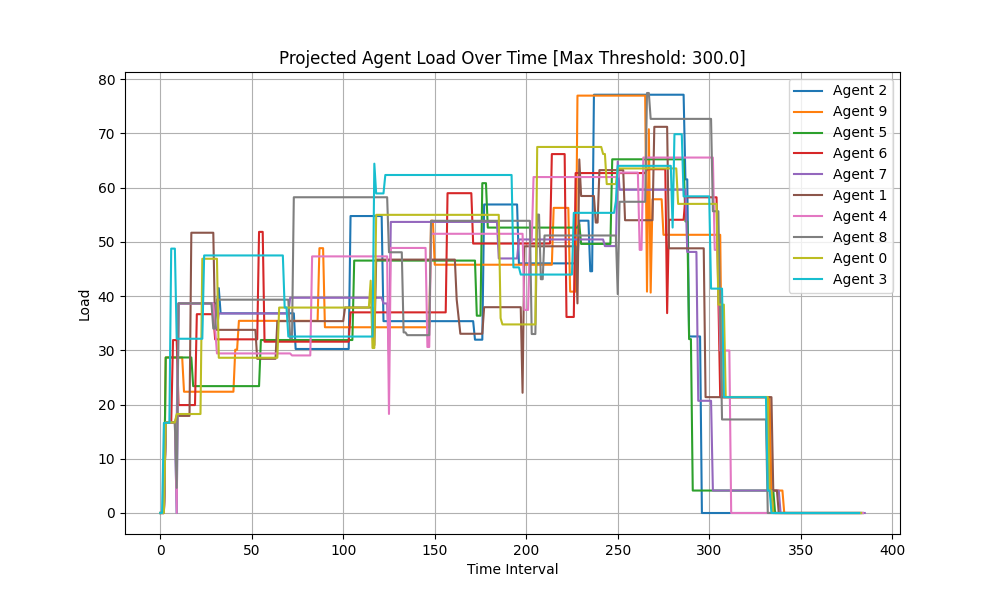 Projected Agent Load Over Time [Max Threshold: 300.0]
80
70
60
50
40
30
20
10
0
Load
0
50
100
150
200
250
300
350
400
Time Interval
Agent 2
Agent 9
Agent 5
Agent 6
Agent 7
Agent 1
Agent 4
Agent 8
Agent 0
Agent 3